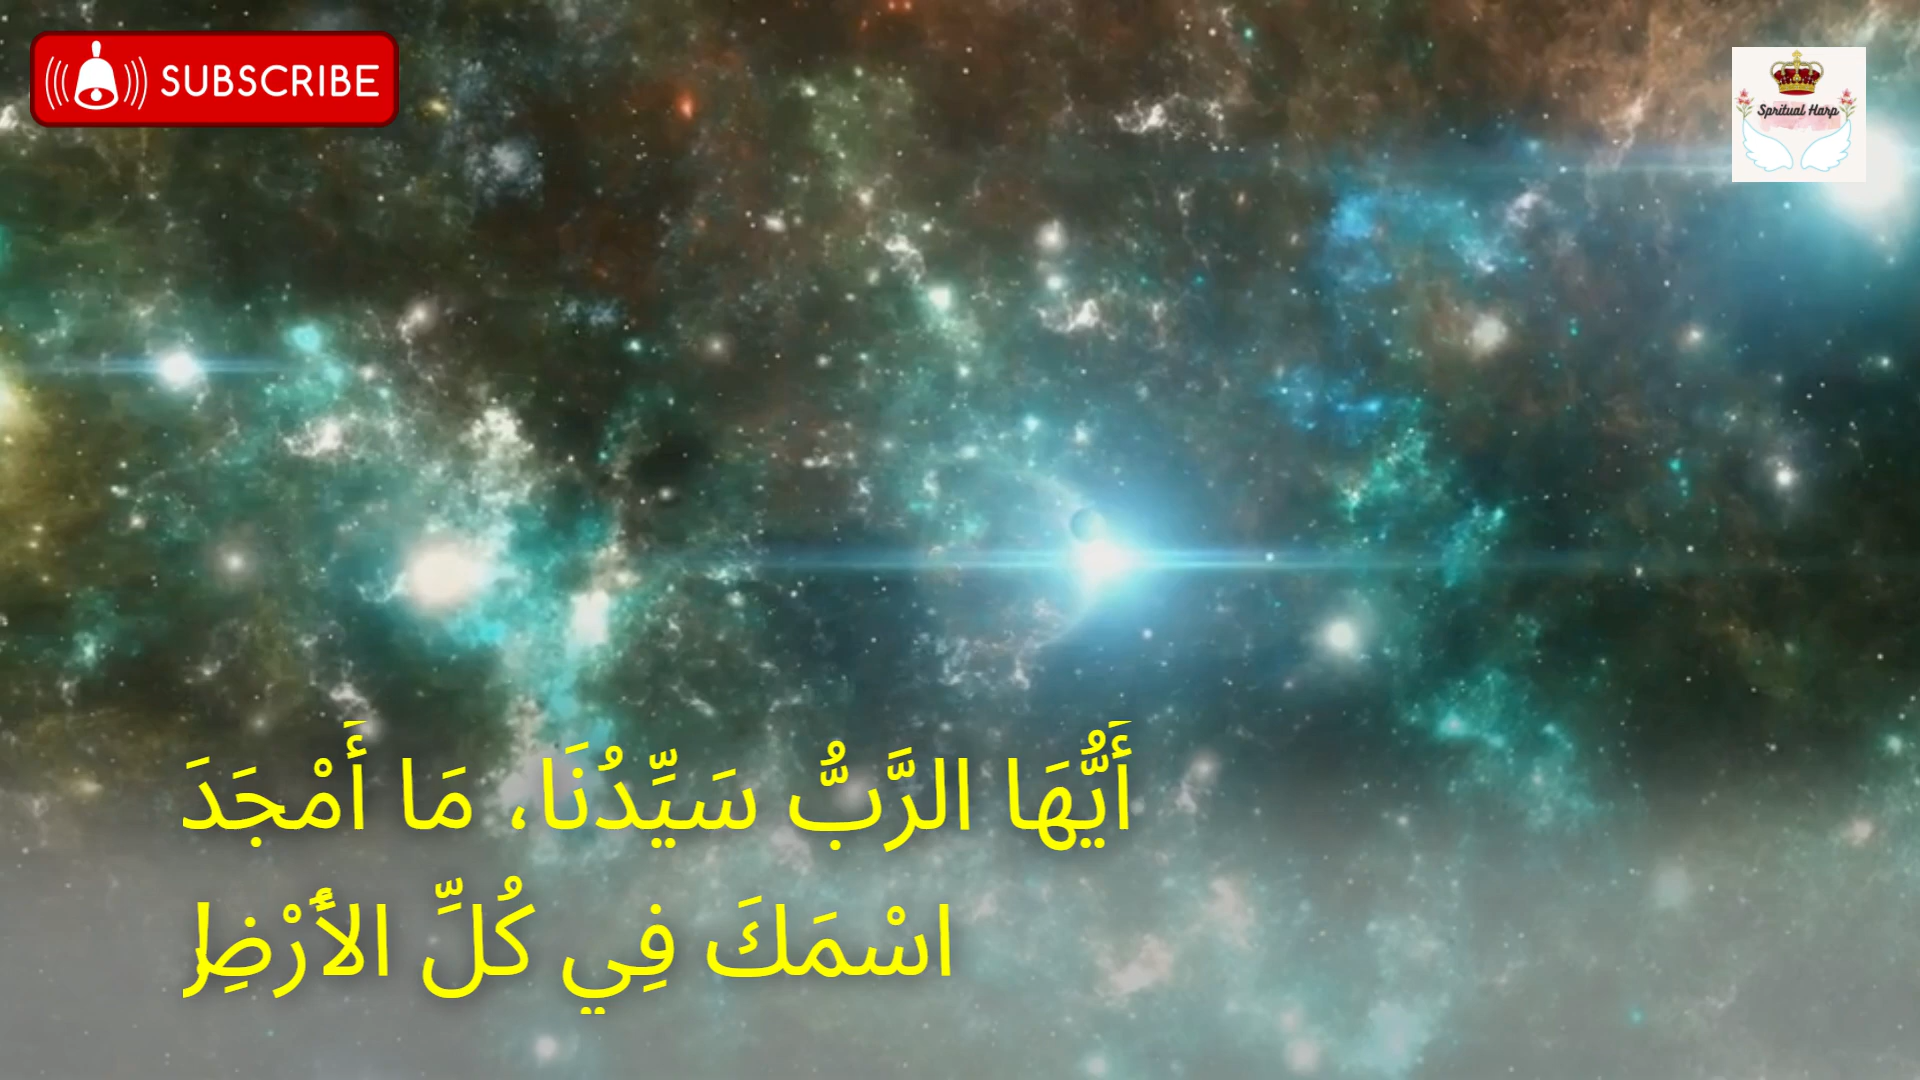 SUBSCRIBE
Spritual Harp
أَيُّهَا الرَّبُّ سَيِّدُنَا، مَا أَمْجَدَ
اسْمَكَ فِي كُلِّ الأَرْضِ